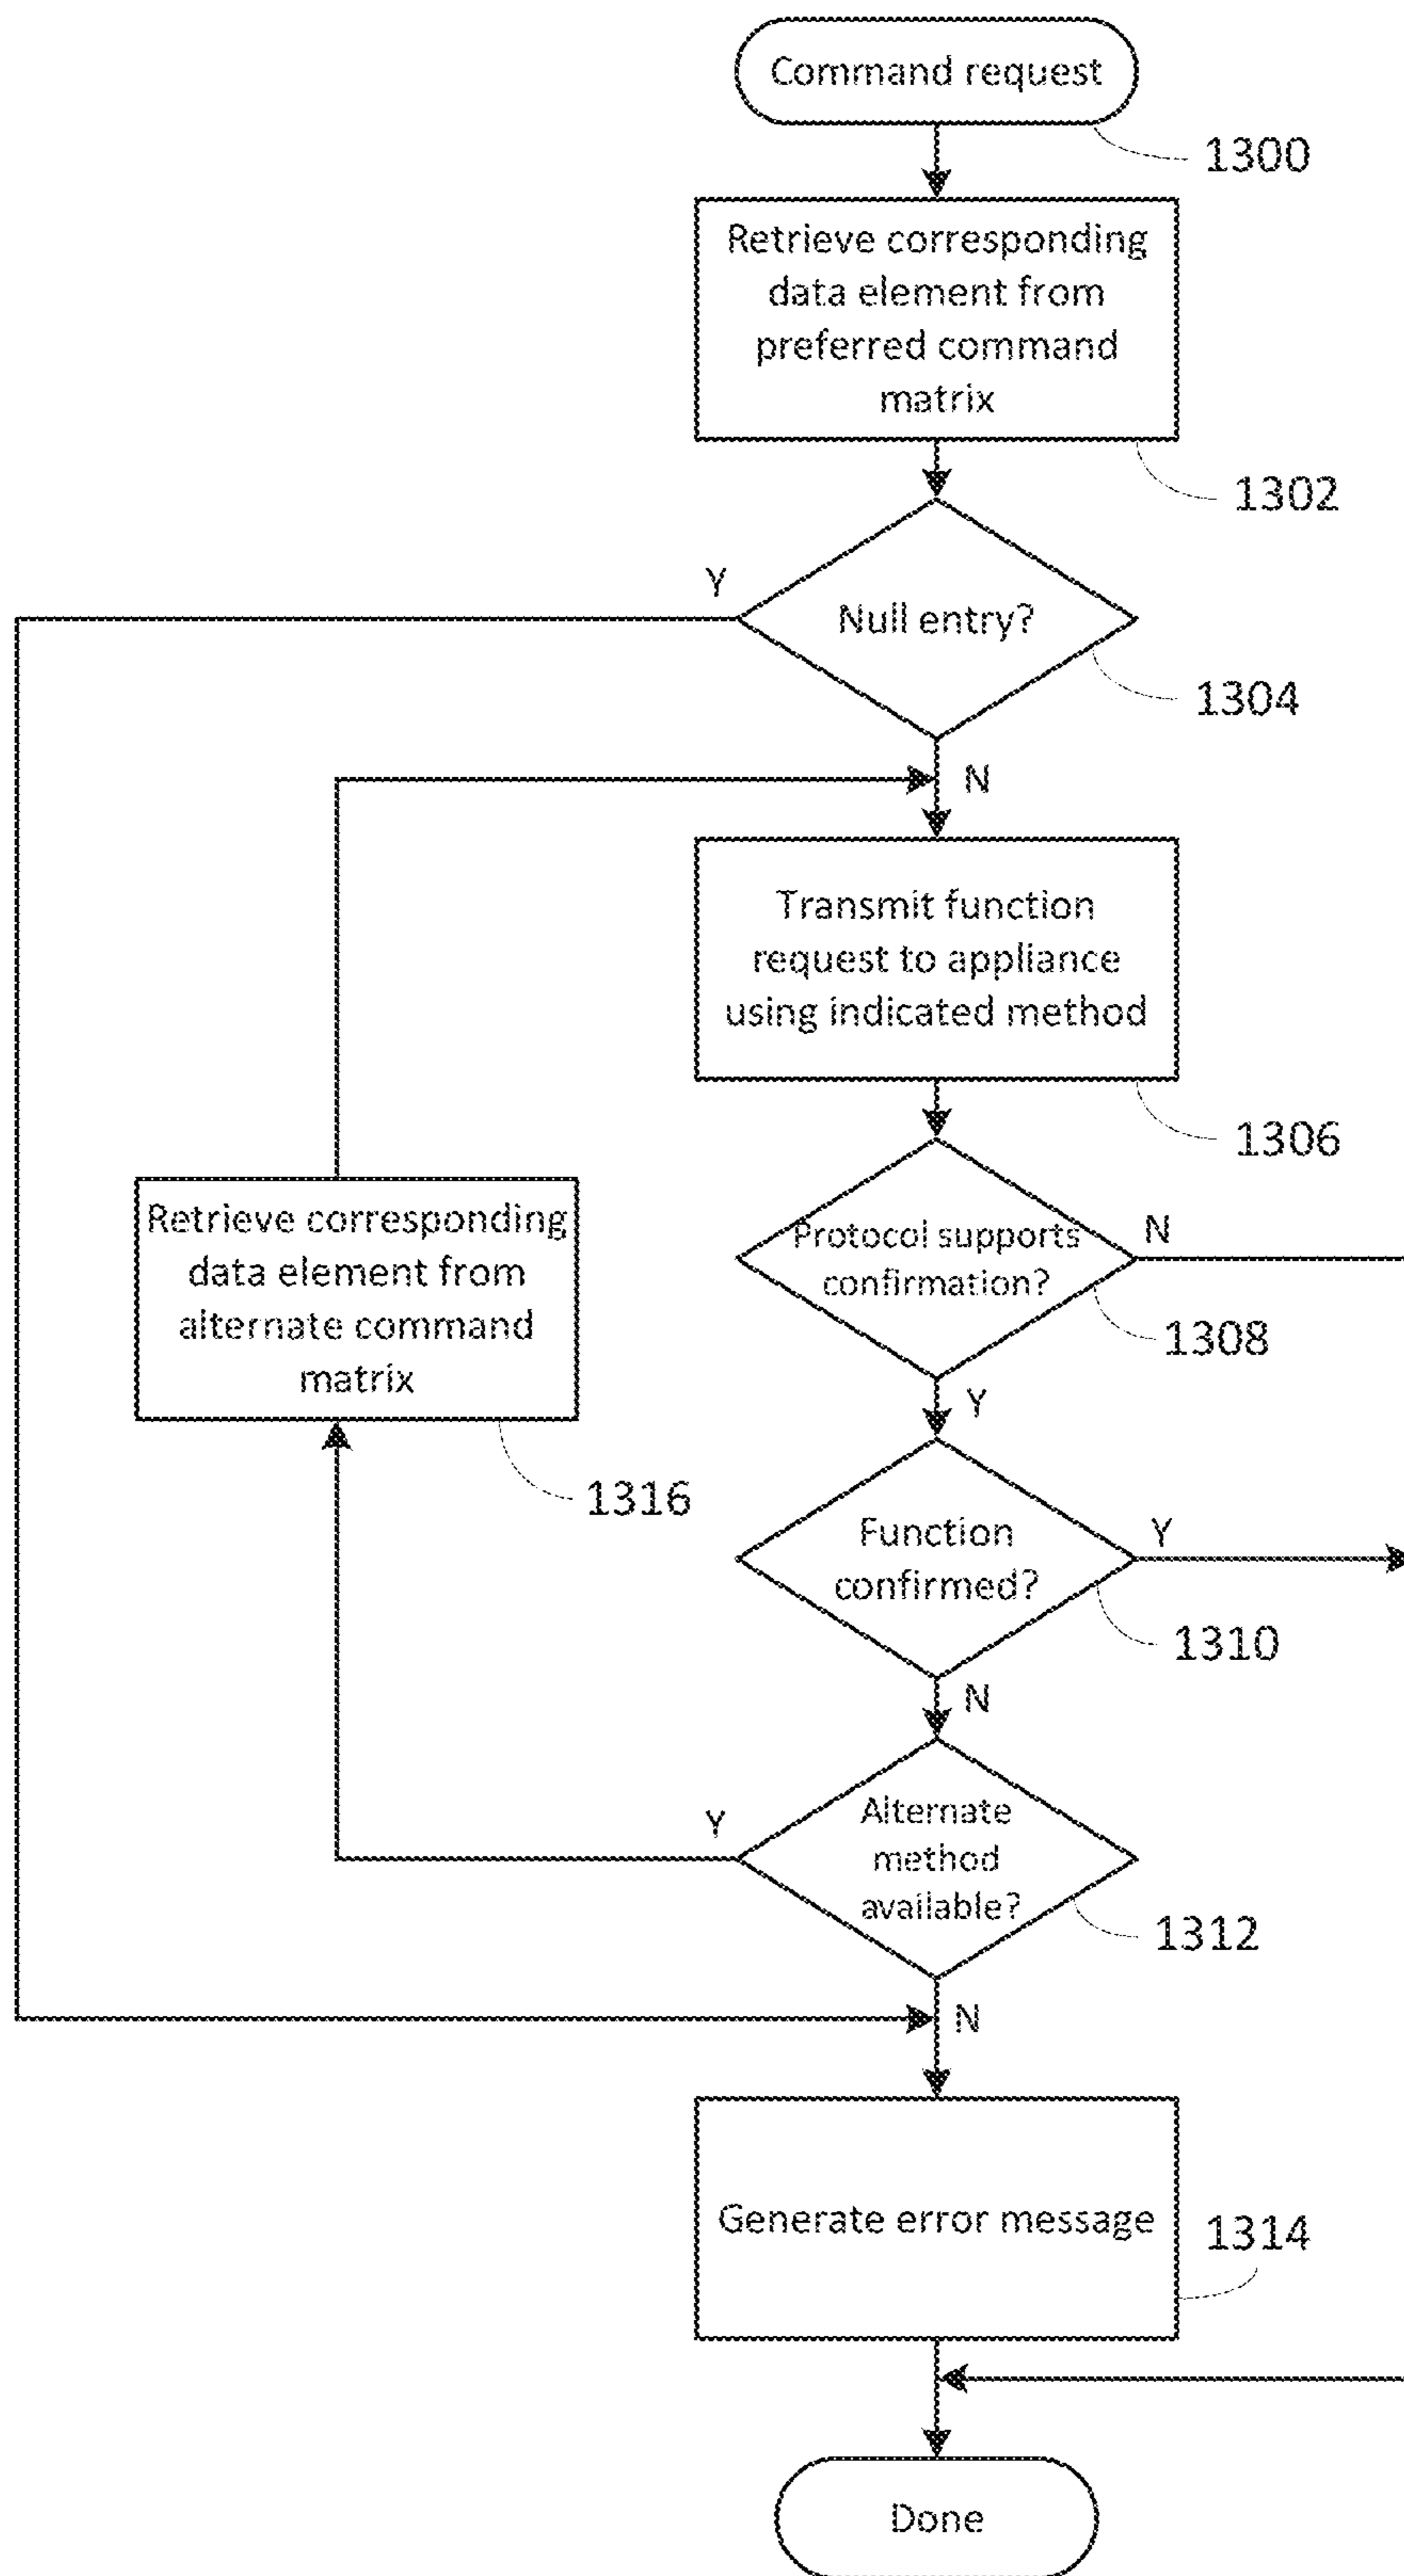 Command request
1300
Retrieve corresponding
data element from
preferred command
matrix
1302
Y
Null entry?
1304
N
Transmit function
request to appliance
using indicated method
1306
Retrieve corresponding
data element from
alternate command
matrix
1316
Protocol supports
confirmation?
N
1308
Y
Function
confirmed?
Y
1310
N
Alternate
method
available?
Y
1312
N
Generate error message
1314
Done